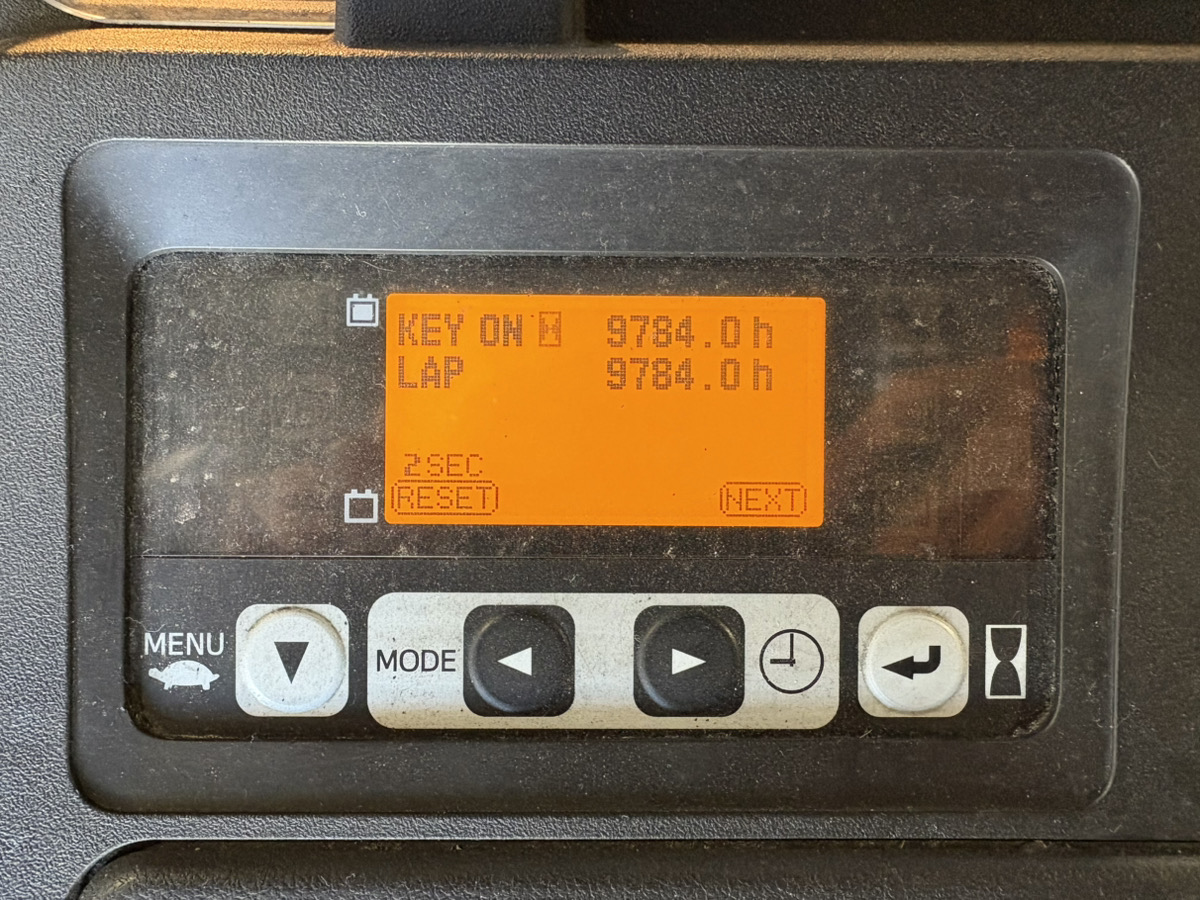 KEY ON H 9784.0h
LAP 9784.0h
2SEC
RESET NEXT
MENU
MODE